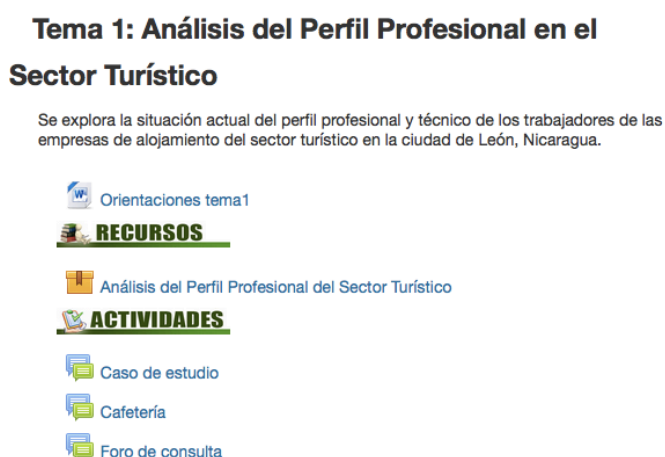 Tema 1: Análisis del Perfil Profesional en el
Sector Turístico
Se explora la situación actual del perfil profesional y técnico de los trabajadores de las
empresas de alojamiento del sector turístico en la ciudad de León, Nicaragua.
Orientaciones tema1
RECURSOS
Análisis del Perfil Profesional del Sector Turístico
ACTIVIDADES
Caso de estudio
Cafetería
Foro de consulta